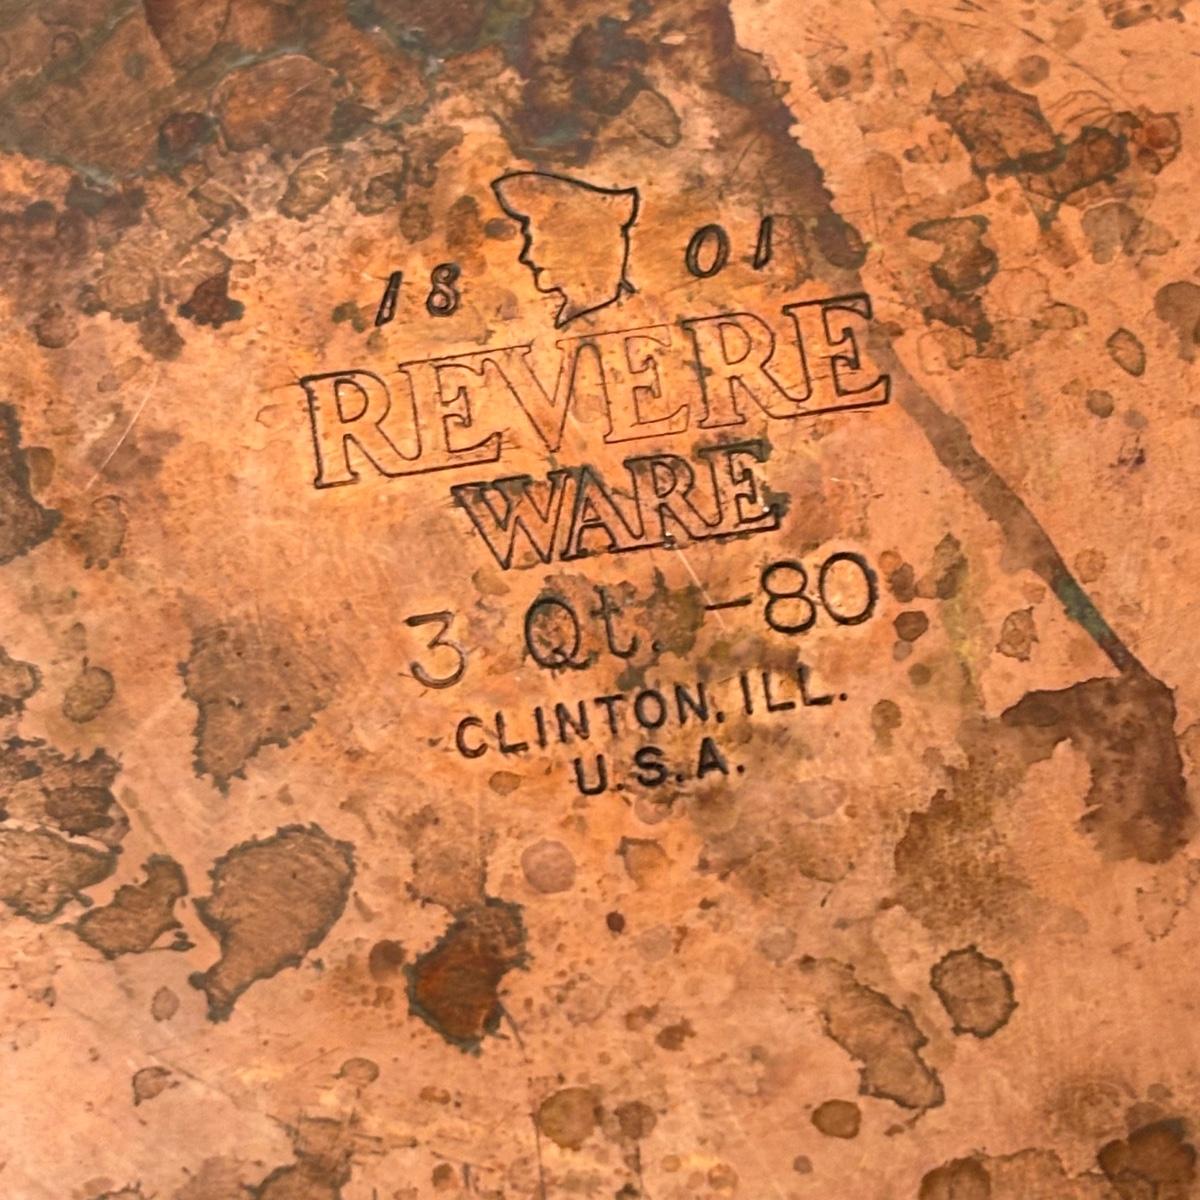 18 01
REVERE
WARE
3 Qt. -80
CLINTON, ILL.
U.S.A.